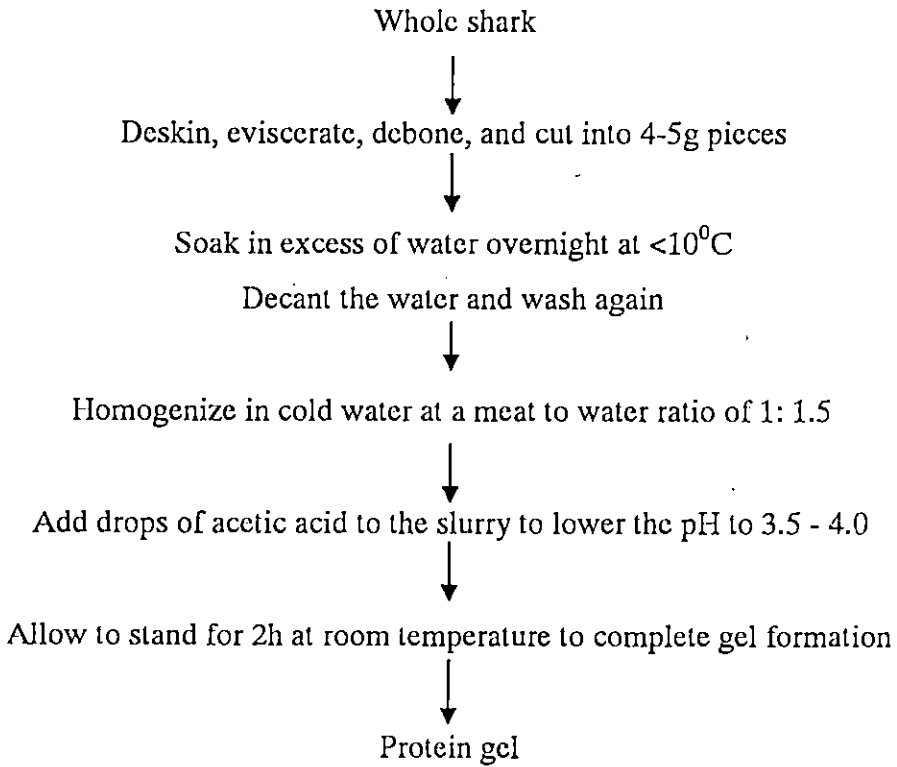 Whole shark
Deskin, eviscerate, debone, and cut into 4-5g pieces
Soak in excess of water overnight at <10⁰C
Decant the water and wash again
Homogenize in cold water at a meat to water ratio of 1: 1.5
Add drops of acetic acid to the slurry to lower the pH to 3.5 - 4.0
Allow to stand for 2h at room temperature to complete gel formation
Protein gel